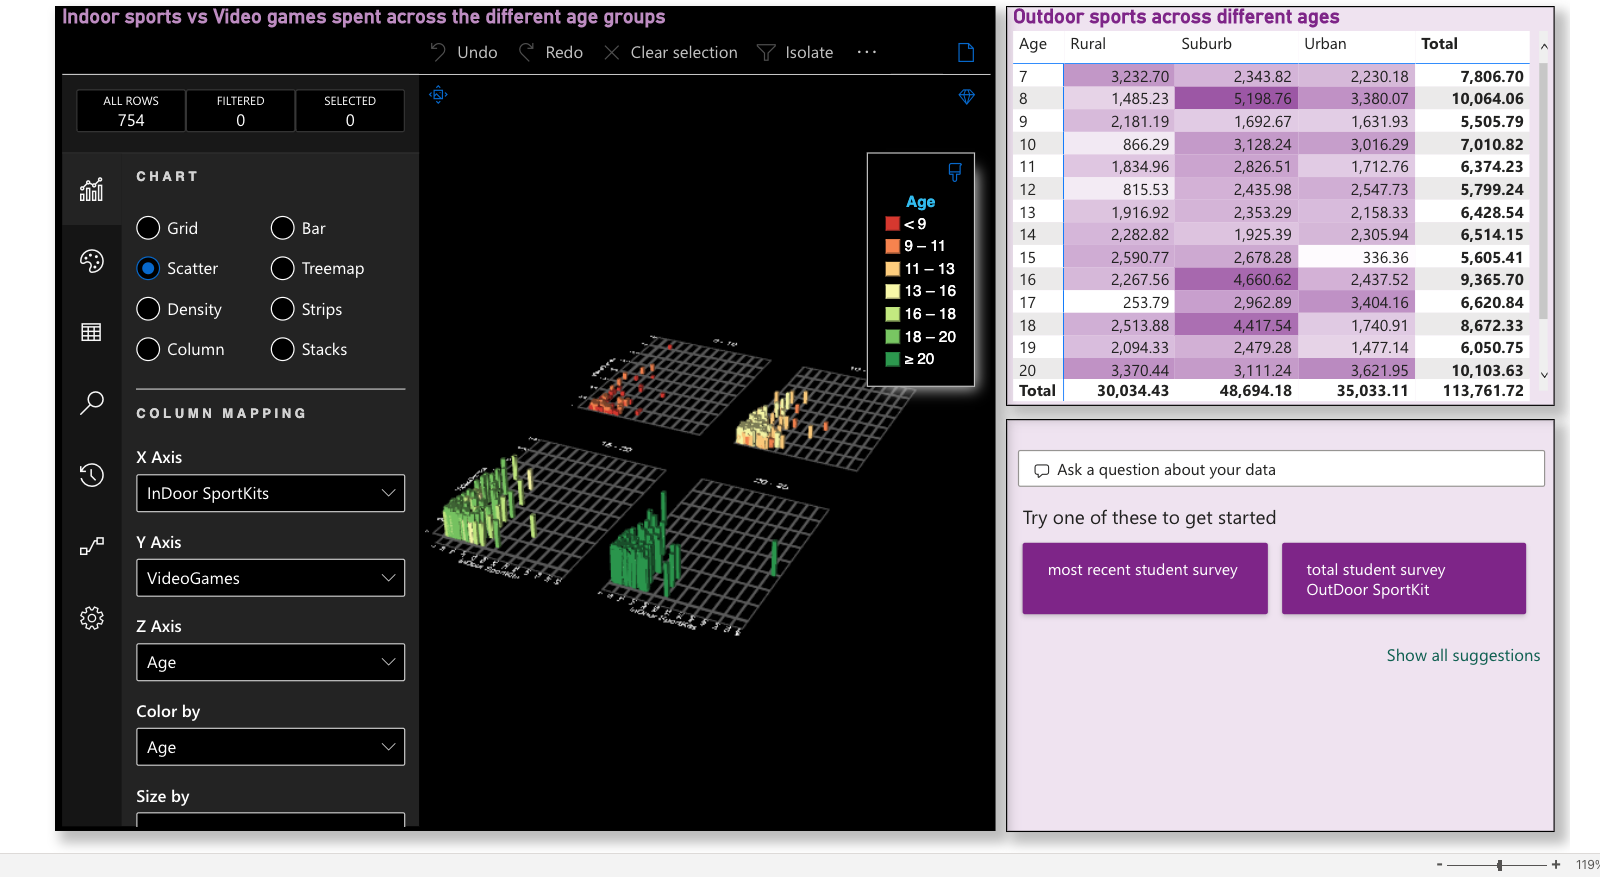 Indoor sports vs Video games spent across the different age groups
Undo Redo Clear selection Isolate ...
ALL ROWS FILTERED SELECTED
754 0 0
CHART
Grid Bar
Scatter Treemap
Density Strips
Column Stacks
COLUMN MAPPING
X Axis
InDoor SportKits
Y Axis
VideoGames
Z Axis
Age
Color by
Age
Size by
Age
< 9
9 – 11
11 – 13
13 – 16
16 – 18
18 – 20
≥ 20
Outdoor sports across different ages
Age Rural Suburb Urban Total
7 3,232.70 2,343.82 2,230.18 7,806.70
8 1,485.23 5,198.76 3,380.07 10,064.06
9 2,181.19 1,692.67 1,631.93 5,505.79
10 866.29 3,128.24 3,016.29 7,010.82
11 1,834.96 2,826.51 1,712.76 6,374.23
12 815.53 2,435.98 2,547.73 5,799.24
13 1,916.92 2,353.29 2,158.33 6,428.54
14 2,282.82 1,925.39 2,305.94 6,514.15
15 2,590.77 2,678.28 336.36 5,605.41
16 2,267.56 4,660.62 2,437.52 9,365.70
17 253.79 2,962.89 3,404.16 6,620.84
18 2,513.88 4,417.54 1,740.91 8,672.33
19 2,094.33 2,479.28 1,477.14 6,050.75
20 3,370.44 3,111.24 3,621.95 10,103.63
Total 30,034.43 48,694.18 35,033.11 113,761.72
Ask a question about your data
Try one of these to get started
most recent student survey
total student survey
OutDoor SportKit
Show all suggestions
- + 119%